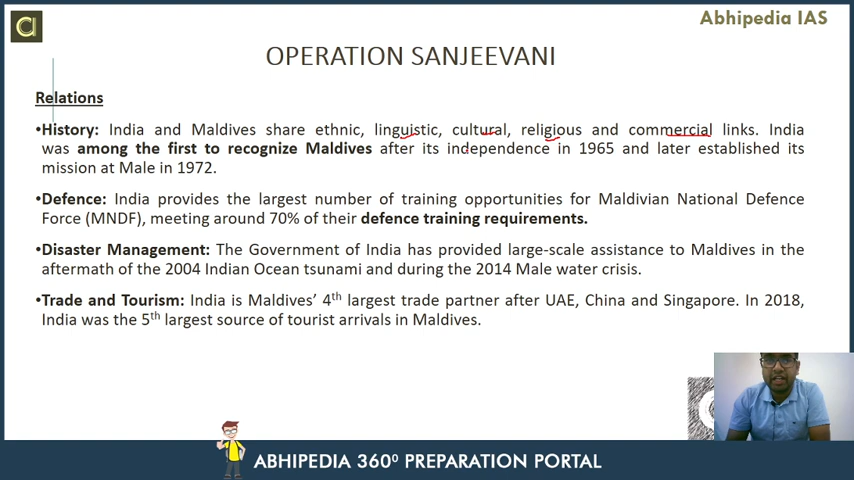 Abhipedia IAS
OPERATION SANJEEVANI
Relations
•History: India and Maldives share ethnic, linguistic, cultural, religious and commercial links. India
was among the first to recognize Maldives after its independence in 1965 and later established its
mission at Male in 1972.
•Defence: India provides the largest number of training opportunities for Maldivian National Defence
Force (MNDF), meeting around 70% of their defence training requirements.
•Disaster Management: The Government of India has provided large-scale assistance to Maldives in the
aftermath of the 2004 Indian Ocean tsunami and during the 2014 Male water crisis.
•Trade and Tourism: India is Maldives’ 4th largest trade partner after UAE, China and Singapore. In 2018,
India was the 5th largest source of tourist arrivals in Maldives.
ABHIPEDIA 360⁰ PREPARATION PORTAL